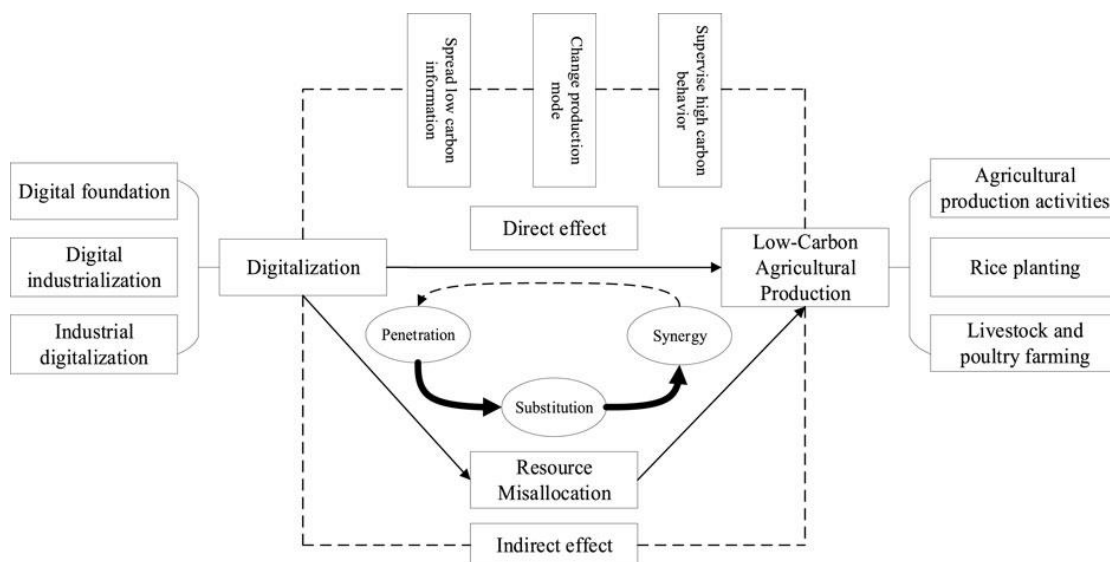 Spread low carbon
information
Change production
mode
Supervise high carbon
behavior
Digital foundation
Digital
industrialization
Industrial
digitalization
Digitalization
Direct effect
Penetration
Synergy
Substitution
Resource
Misallocation
Indirect effect
Low-Carbon
Agricultural
Production
Agricultural
production activities
Rice planting
Livestock and
poultry farming